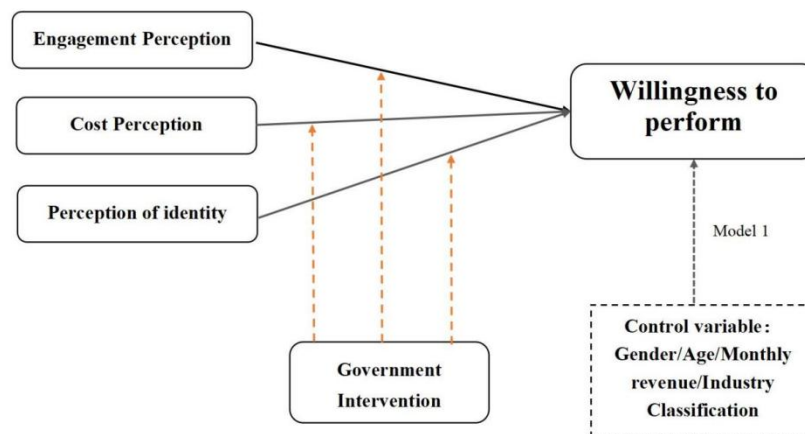 Engagement Perception
Cost Perception
Perception of identity
Willingness to
perform
Model 1
Government
Intervention
Control variable:
Gender/Age/Monthly
revenue/Industry
Classification